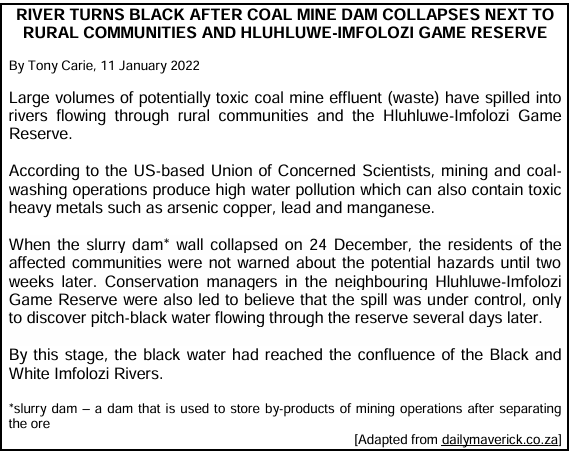 RIVER TURNS BLACK AFTER COAL MINE DAM COLLAPSES NEXT TO
RURAL COMMUNITIES AND HLUHLUWE-IMFOLOZI GAME RESERVE
By Tony Carie, 11 January 2022
Large volumes of potentially toxic coal mine effluent (waste) have spilled into
rivers flowing through rural communities and the Hluhluwe-Imfolozi Game
Reserve.
According to the US-based Union of Concerned Scientists, mining and coal-
washing operations produce high water pollution which can also contain toxic
heavy metals such as arsenic copper, lead and manganese.
When the slurry dam* wall collapsed on 24 December, the residents of the
affected communities were not warned about the potential hazards until two
weeks later. Conservation managers in the neighbouring Hluhluwe-Imfolozi
Game Reserve were also led to believe that the spill was under control, only
to discover pitch-black water flowing through the reserve several days later.
By this stage, the black water had reached the confluence of the Black and
White Imfolozi Rivers.
*slurry dam – a dam that is used to store by-products of mining operations after separating
the ore
[Adapted from dailymaverick.co.za]